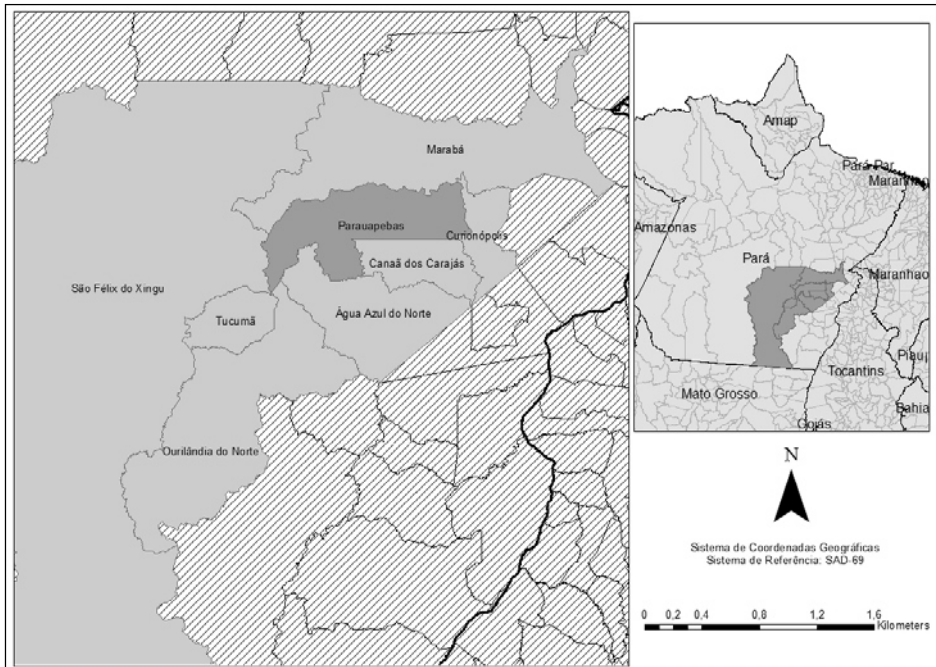 Marabá
Parauapebas
Curionópolis
Canaã dos Carajás
São Félix do Xingu
Água Azul do Norte
Tucumã
Ourilândia do Norte
Amap
Pará Par
Maranhao
Amazonas
Pará
Maranhao
Piauí
Tocantins
Mato Grosso
Bahia
Goiás
N
Sistema de Coordenadas Geográficas
Sistema de Referência: SAD-69
0 0,2 0,4 0,8 1,2 1,6
Kilometers